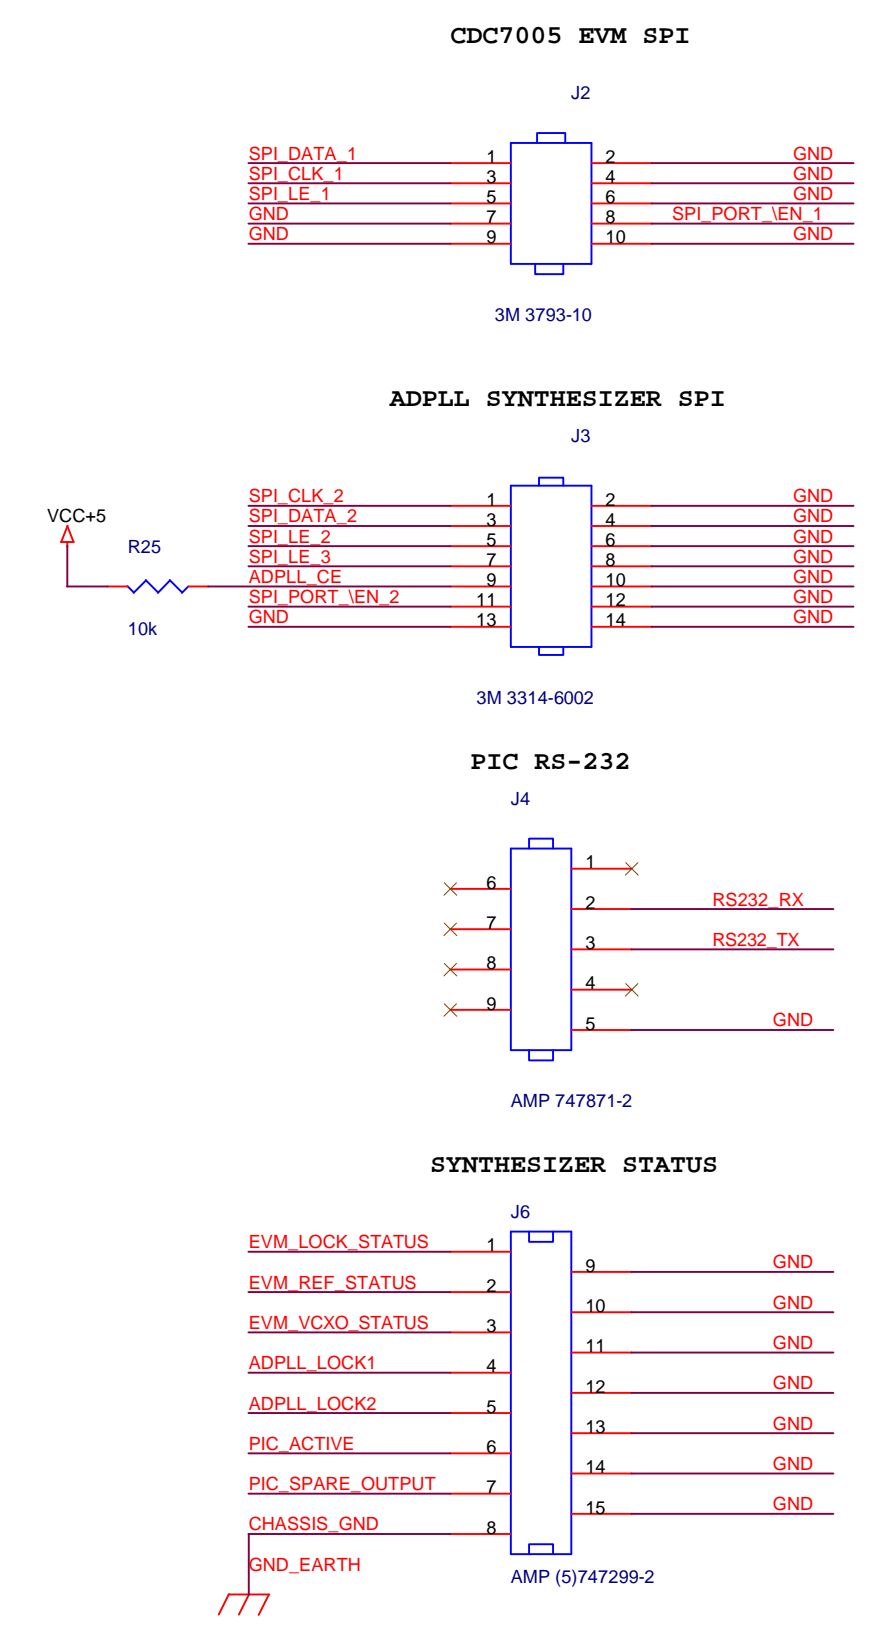 CDC7005 EVM SPI
J2
SPI_DATA_1 1 2 GND
SPI_CLK_1 3 4 GND
SPI_LE_1 5 6 GND
GND 7 8 SPI_PORT_\EN_1
GND 9 10 GND
3M 3793-10
ADPLL SYNTHESIZER SPI
J3
SPI_CLK_2 1 2 GND
VCC+5 SPI_DATA_2 3 4 GND
R25 SPI_LE_2 5 6 GND
SPI_LE_3 7 8 GND
ADPLL_CE 9 10 GND
SPI_PORT_\EN_2 11 12 GND
GND 13 14 GND
10k
3M 3314-6002
PIC RS-232
J4
1
6
2 RS232_RX
7
3 RS232_TX
8
4
9
5 GND
AMP 747871-2
SYNTHESIZER STATUS
J6
EVM_LOCK_STATUS 1
9 GND
EVM_REF_STATUS 2
10 GND
EVM_VCXO_STATUS 3
11 GND
ADPLL_LOCK1 4
12 GND
ADPLL_LOCK2 5
13 GND
PIC_ACTIVE 6
14 GND
PIC_SPARE_OUTPUT 7
15 GND
CHASSIS_GND 8
GND_EARTH
AMP (5)747299-2